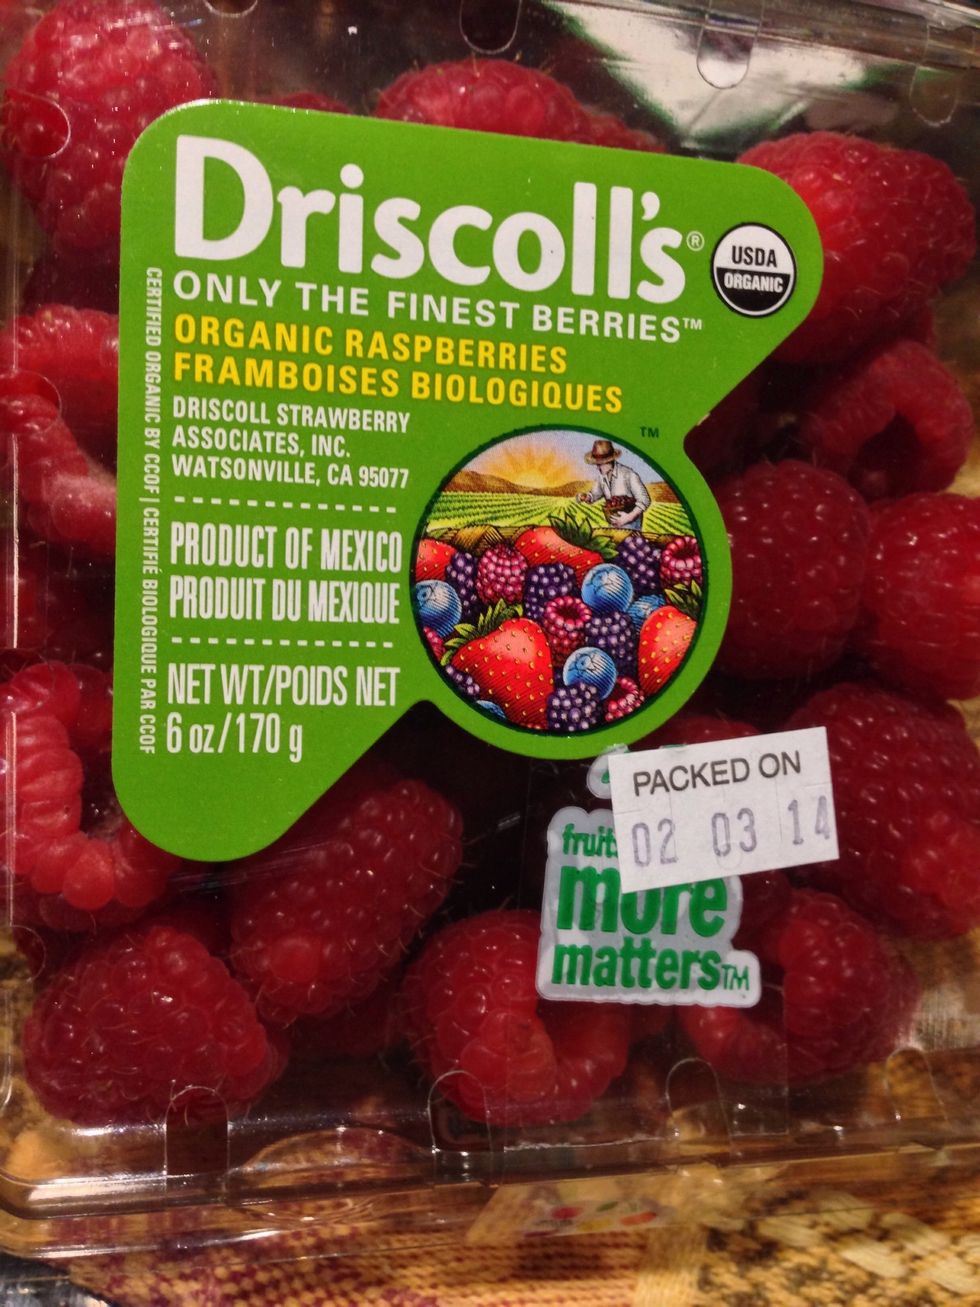 Driscoll's®
ONLY THE FINEST BERRIES™
ORGANIC RASPBERRIES
FRAMBOISES BIOLOGIQUES
USDA
ORGANIC
DRISCOLL STRAWBERRY
ASSOCIATES, INC.
WATSONVILLE, CA 95077
PRODUCT OF MEXICO
PRODUIT DU MEXIQUE
NET WT/POIDS NET
6 oz/170 g
CERTIFIED ORGANIC BY CCOF | CERTIFIÉ BIOLOGIQUE PAR CCOF
TM
PACKED ON
02 03 14
more
matters™